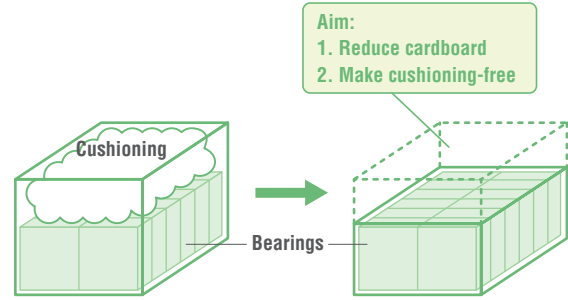 Aim:
1. Reduce cardboard
2. Make cushioning-free
Cushioning
Bearings